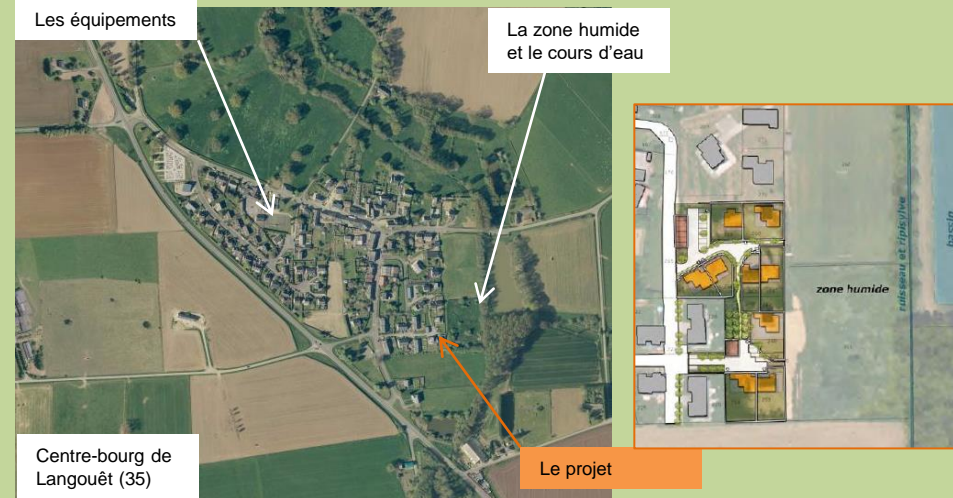 Les équipements
La zone humide
et le cours d’eau
zone humide
ruisseau et ripisylve
bassin
Centre-bourg de
Langouêt (35)
Le projet